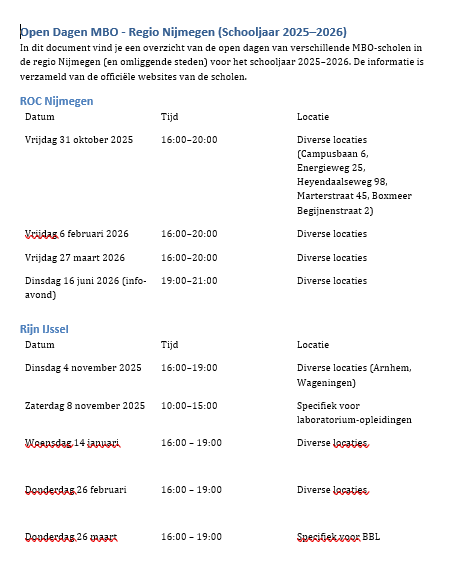 Open Dagen MBO - Regio Nijmegen (Schooljaar 2025–2026)
In dit document vind je een overzicht van de open dagen van verschillende MBO-scholen in
de regio Nijmegen (en omliggende steden) voor het schooljaar 2025–2026. De informatie is
verzameld van de officiële websites van de scholen.
ROC Nijmegen
Datum Tijd Locatie
Vrijdag 31 oktober 2025 16:00–20:00 Diverse locaties
(Campusbaan 6,
Energieweg 25,
Heyendaalseweg 98,
Marterstraat 45, Boxmeer
Begijnenstraat 2)
Vrijdag 6 februari 2026 16:00–20:00 Diverse locaties
Vrijdag 27 maart 2026 16:00–20:00 Diverse locaties
Dinsdag 16 juni 2026 (info- 19:00–21:00 Diverse locaties
avond)
Rijn IJssel
Datum Tijd Locatie
Dinsdag 4 november 2025 16:00–19:00 Diverse locaties (Arnhem,
Wageningen)
Zaterdag 8 november 2025 10:00–15:00 Specifiek voor
laboratorium-opleidingen
Woensdag 14 januari 16:00 – 19:00 Diverse locaties
Donderdag 26 februari 16:00 – 19:00 Diverse locaties
Donderdag 26 maart 16:00 – 19:00 Specifiek voor BBL